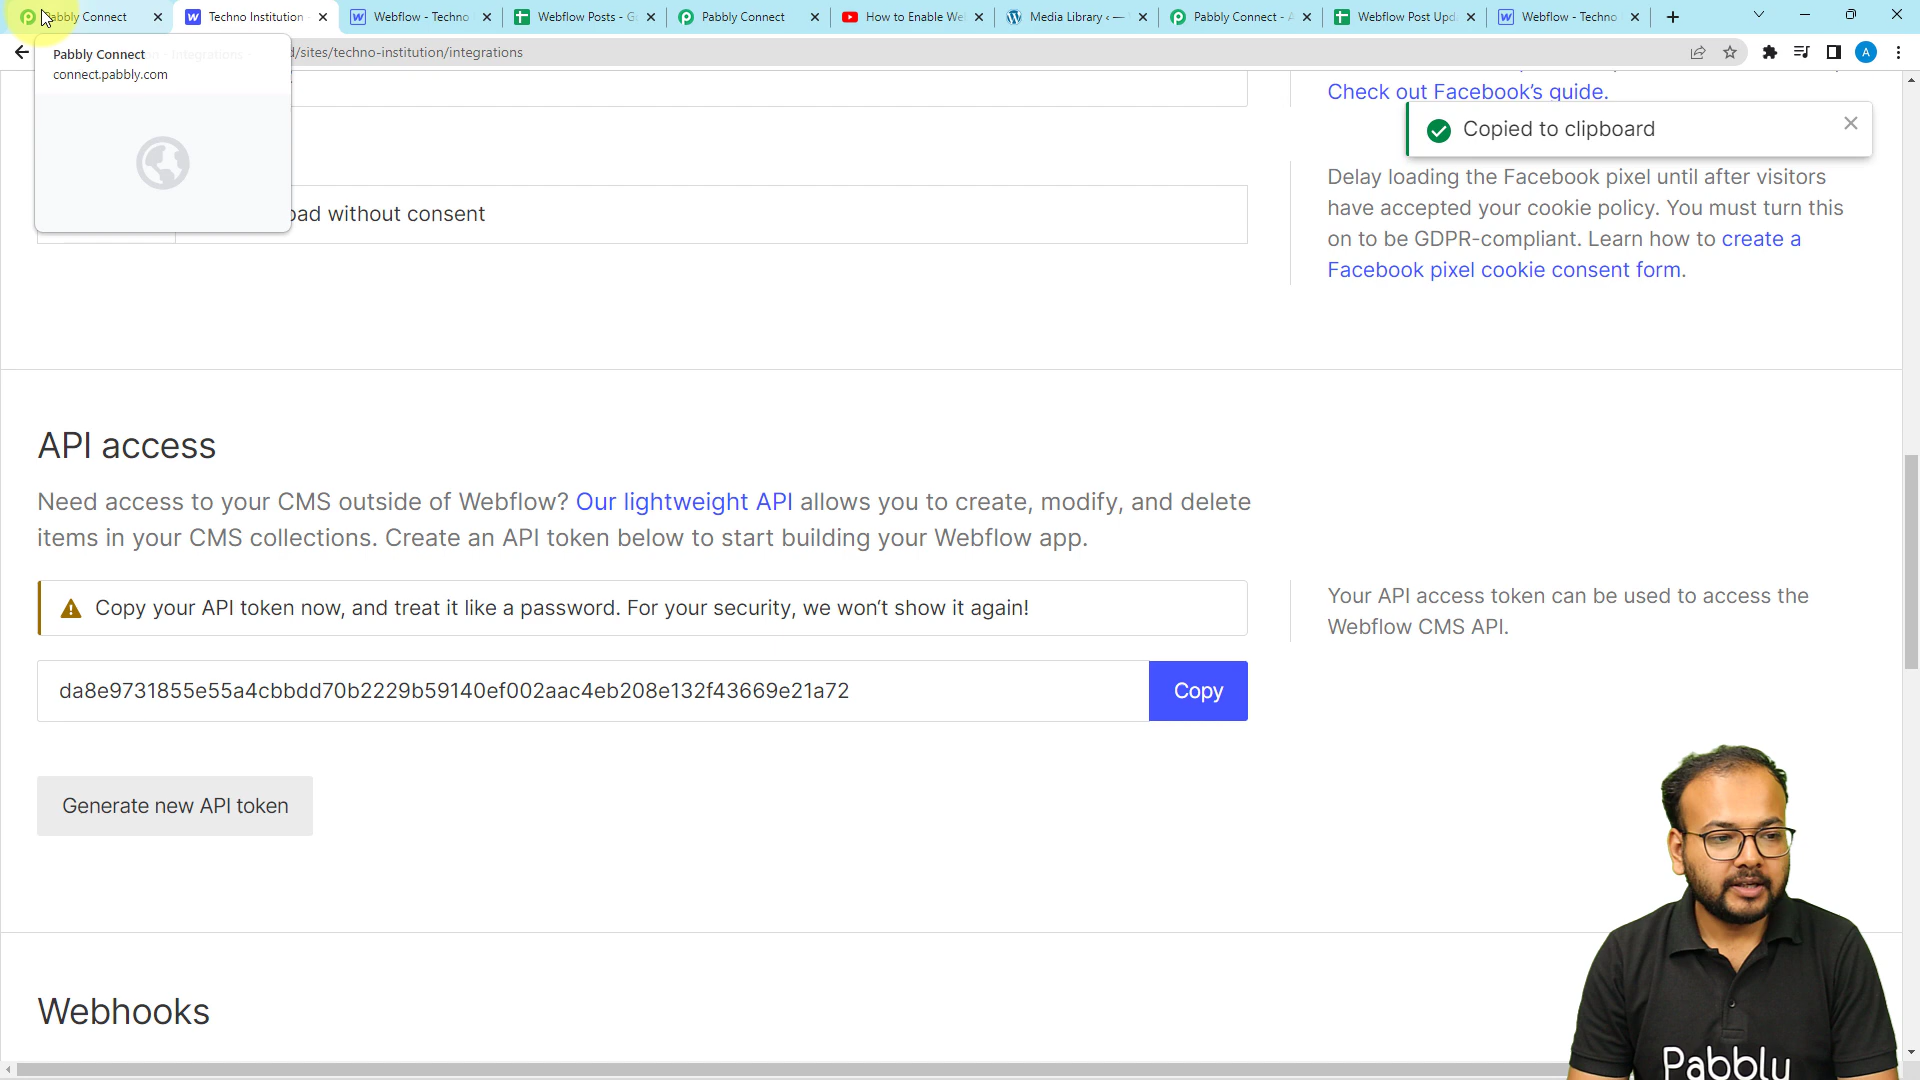 Pabbly Connect
Techno Institution
Webflow - Techno
Webflow Posts - Go
Pabbly Connect
How to Enable We
Media Library ‹ —
Pabbly Connect - A
Webflow Post Upd
Webflow - Techno
/sites/techno-institution/integrations
A
Pabbly Connect
connect.pabbly.com
Check out Facebook's guide.
Copied to clipboard
Delay loading the Facebook pixel until after visitors
have accepted your cookie policy. You must turn this
on to be GDPR-compliant. Learn how to create a
Facebook pixel cookie consent form.
oad without consent
API access
Need access to your CMS outside of Webflow? Our lightweight API allows you to create, modify, and delete
items in your CMS collections. Create an API token below to start building your Webflow app.
Copy your API token now, and treat it like a password. For your security, we won't show it again!
Your API access token can be used to access the
Webflow CMS API.
da8e9731855e55a4cbbdd70b2229b59140ef002aac4eb208e132f43669e21a72
Copy
Generate new API token
Webhooks
Pabbly